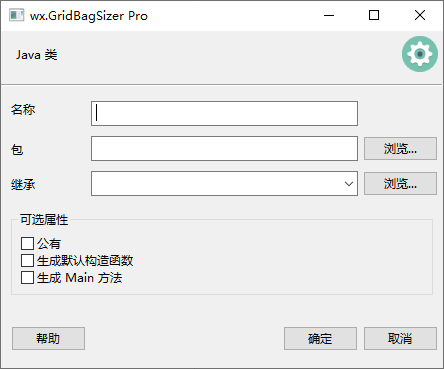 wx.GridBagSizer Pro
Java 类
名称
包
浏览...
继承
浏览...
可选属性
公有
生成默认构造函数
生成 Main 方法
帮助
确定
取消